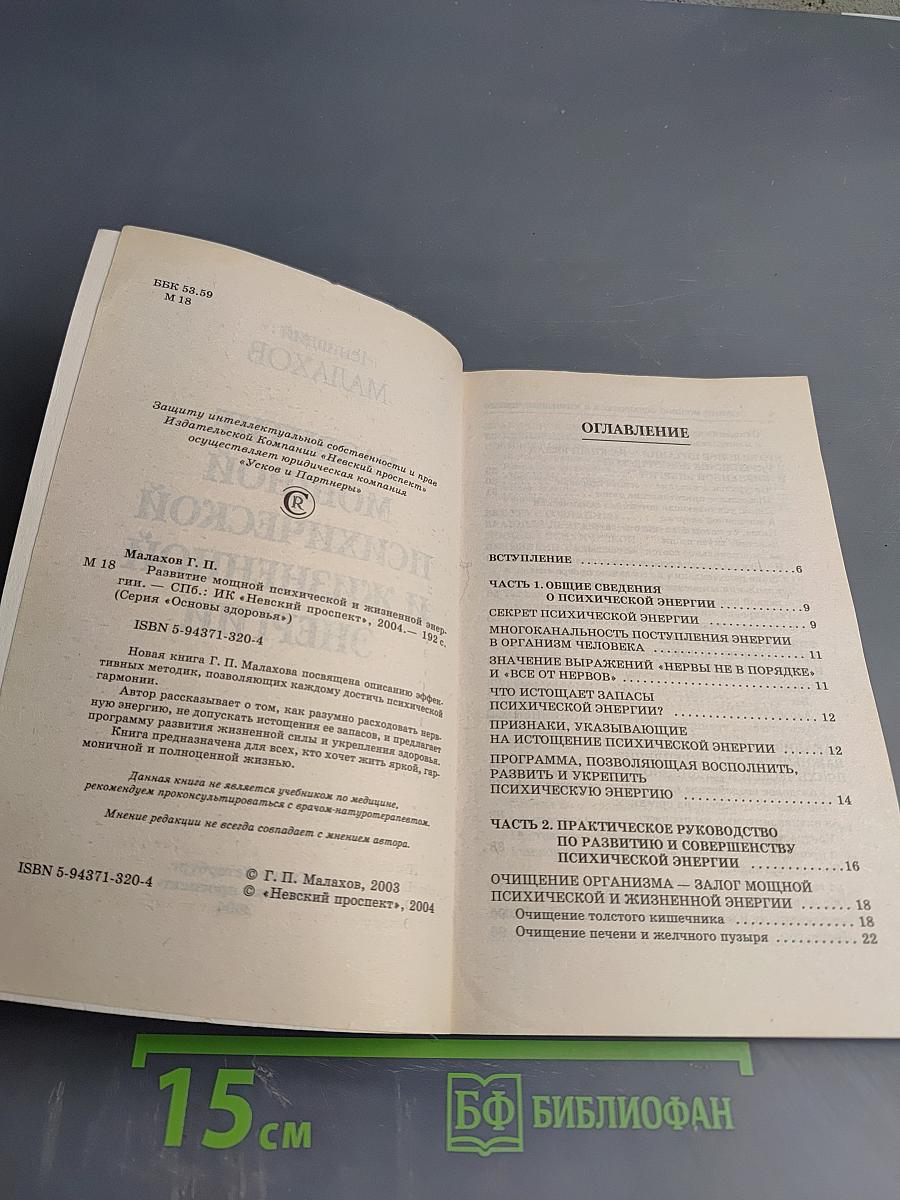 ББК 53.59
М 18
Защиту интеллектуальной собственности и прав
Издательской Компании «Невский проспект»
осуществляет юридическая компания
«Усков и Партнеры»
CR
Малахов Г. П.
М 18 Развитие мощной психической и жизненной энер-
гии. — СПб.: ИК «Невский проспект», 2004.— 192 с.
(Серия «Основы здоровья»)
ISBN 5-94371-320-4
Новая книга Г. П. Малахова посвящена описанию эффек-
тивных методик, позволяющих каждому достичь психической
гармонии.
Автор рассказывает о том, как разумно расходовать нерв-
ную энергию, не допускать истощения ее запасов, и предлагает
программу развития жизненной силы и укрепления здоровья.
Книга предназначена для всех, кто хочет жить яркой, гар-
моничной и полноценной жизнью.
Данная книга не является учебником по медицине,
рекомендуем проконсультироваться с врачом-натуротерапевтом.
Мнение редакции не всегда совпадает с мнением автора.
ISBN 5-94371-320-4
© Г. П. Малахов, 2003
© «Невский проспект», 2004
ОГЛАВЛЕНИЕ
ВСТУПЛЕНИЕ ..............................6
ЧАСТЬ 1. ОБЩИЕ СВЕДЕНИЯ
О ПСИХИЧЕСКОЙ ЭНЕРГИИ ............9
СЕКРЕТ ПСИХИЧЕСКОЙ ЭНЕРГИИ ............... 9
МНОГОКАНАЛЬНОСТЬ ПОСТУПЛЕНИЯ ЭНЕРГИИ
В ОРГАНИЗМ ЧЕЛОВЕКА .................... 11
ЗНАЧЕНИЕ ВЫРАЖЕНИЙ «НЕРВЫ НЕ В ПОРЯДКЕ»
И «ВСЕ ОТ НЕРВОВ» ........................ 11
ЧТО ИСТОЩАЕТ ЗАПАСЫ
ПСИХИЧЕСКОЙ ЭНЕРГИИ? ................... 12
ПРИЗНАКИ, УКАЗЫВАЮЩИЕ
НА ИСТОЩЕНИЕ ПСИХИЧЕСКОЙ ЭНЕРГИИ ...... 12
ПРОГРАММА, ПОЗВОЛЯЮЩАЯ ВОСПОЛНИТЬ,
РАЗВИТЬ И УКРЕПИТЬ
ПСИХИЧЕСКУЮ ЭНЕРГИЮ .................... 14
ЧАСТЬ 2. ПРАКТИЧЕСКОЕ РУКОВОДСТВО
ПО РАЗВИТИЮ И СОВЕРШЕНСТВУ
ПСИХИЧЕСКОЙ ЭНЕРГИИ ............16
ОЧИЩЕНИЕ ОРГАНИЗМА — ЗАЛОГ МОЩНОЙ
ПСИХИЧЕСКОЙ И ЖИЗНЕННОЙ ЭНЕРГИИ ....... 18
Очищение толстого кишечника ................ 18
Очищение печени и желчного пузыря ........... 22
15 см
БФ БИБЛИОФАН